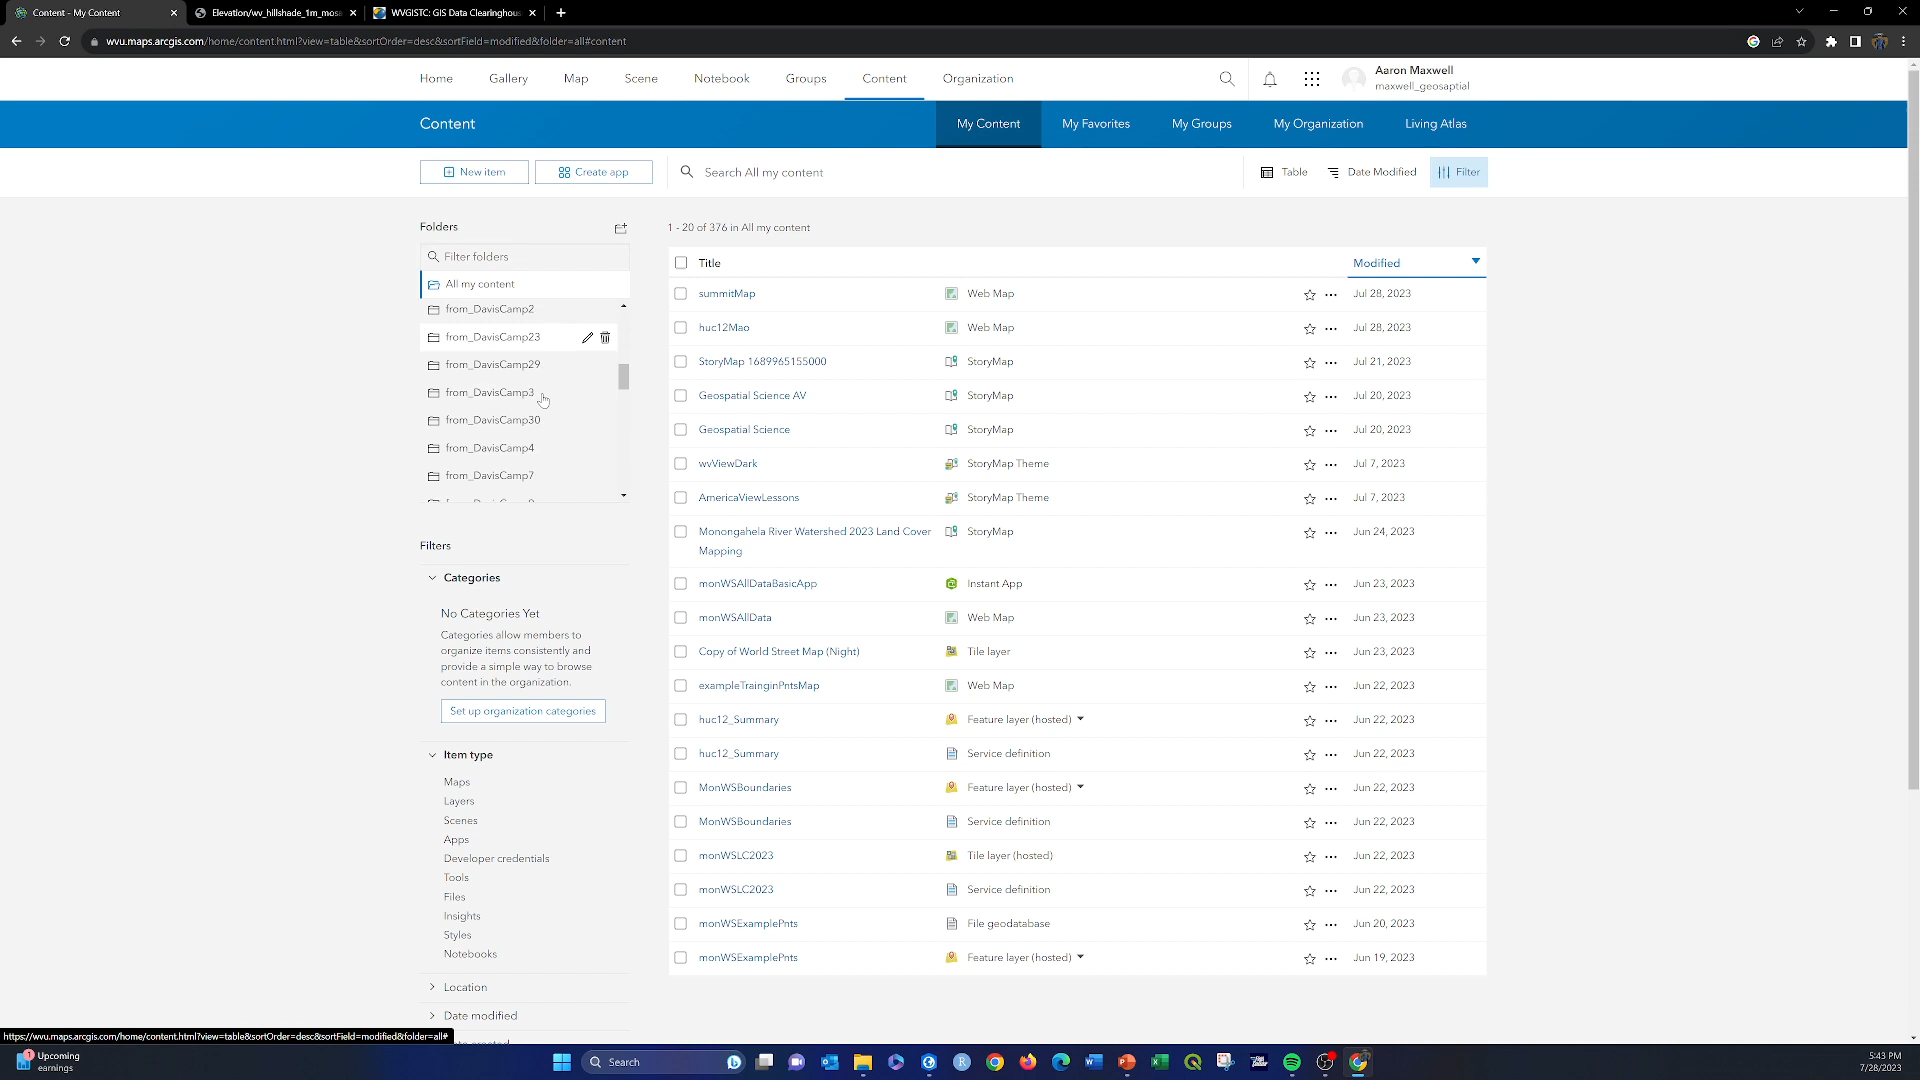 Content - My Content
Elevation/wv_hillshade_1m_mosa
WVGISTC: GIS Data Clearinghous
wvu.maps.arcgis.com/home/content.html?view=table&sortOrder=desc&sortField=modified&folder=all#content
Home
Gallery
Map
Scene
Notebook
Groups
Content
Organization
Aaron Maxwell
maxwell_geosaptial
Content
My Content
My Favorites
My Groups
My Organization
Living Atlas
New item
Create app
Search All my content
Table
Date Modified
Filter
Folders
1 - 20 of 376 in All my content
Filter folders
All my content
from_DavisCamp2
from_DavisCamp23
from_DavisCamp29
from_DavisCamp3
from_DavisCamp30
from_DavisCamp4
from_DavisCamp7
Title
Modified
summitMap Web Map Jul 28, 2023
huc12Mao Web Map Jul 28, 2023
StoryMap 1689965155000 StoryMap Jul 21, 2023
Geospatial Science AV StoryMap Jul 20, 2023
Geospatial Science StoryMap Jul 20, 2023
wvViewDark StoryMap Theme Jul 7, 2023
AmericaViewLessons StoryMap Theme Jul 7, 2023
Monongahela River Watershed 2023 Land Cover StoryMap Jun 24, 2023
Mapping
monWSAllDataBasicApp Instant App Jun 23, 2023
monWSAllData Web Map Jun 23, 2023
Copy of World Street Map (Night) Tile layer Jun 23, 2023
exampleTrainginPntsMap Web Map Jun 22, 2023
huc12_Summary Feature layer (hosted) Jun 22, 2023
huc12_Summary Service definition Jun 22, 2023
MonWSBoundaries Feature layer (hosted) Jun 22, 2023
MonWSBoundaries Service definition Jun 22, 2023
monWSLC2023 Tile layer (hosted) Jun 22, 2023
monWSLC2023 Service definition Jun 22, 2023
monWSExamplePnts File geodatabase Jun 20, 2023
monWSExamplePnts Feature layer (hosted) Jun 19, 2023
Filters
Categories
No Categories Yet
Categories allow members to
organize items consistently and
provide a simple way to browse
content in the organization.
Set up organization categories
Item type
Maps
Layers
Scenes
Apps
Developer credentials
Tools
Files
Insights
Styles
Notebooks
Location
Date modified
https://wvu.maps.arcgis.com/home/content.html?view=table&sortOrder=desc&sortField=modified&folder=all#
1
Upcoming
earnings
Search
5:43 PM
7/28/2023